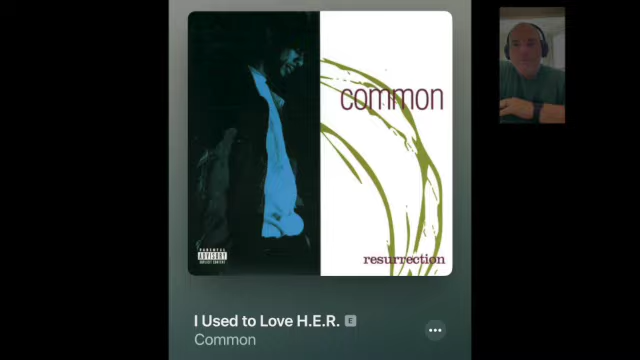 common
PARENTAL
ADVISORY
EXPLICIT CONTENT
resurrection
I Used to Love H.E.R. E
Common